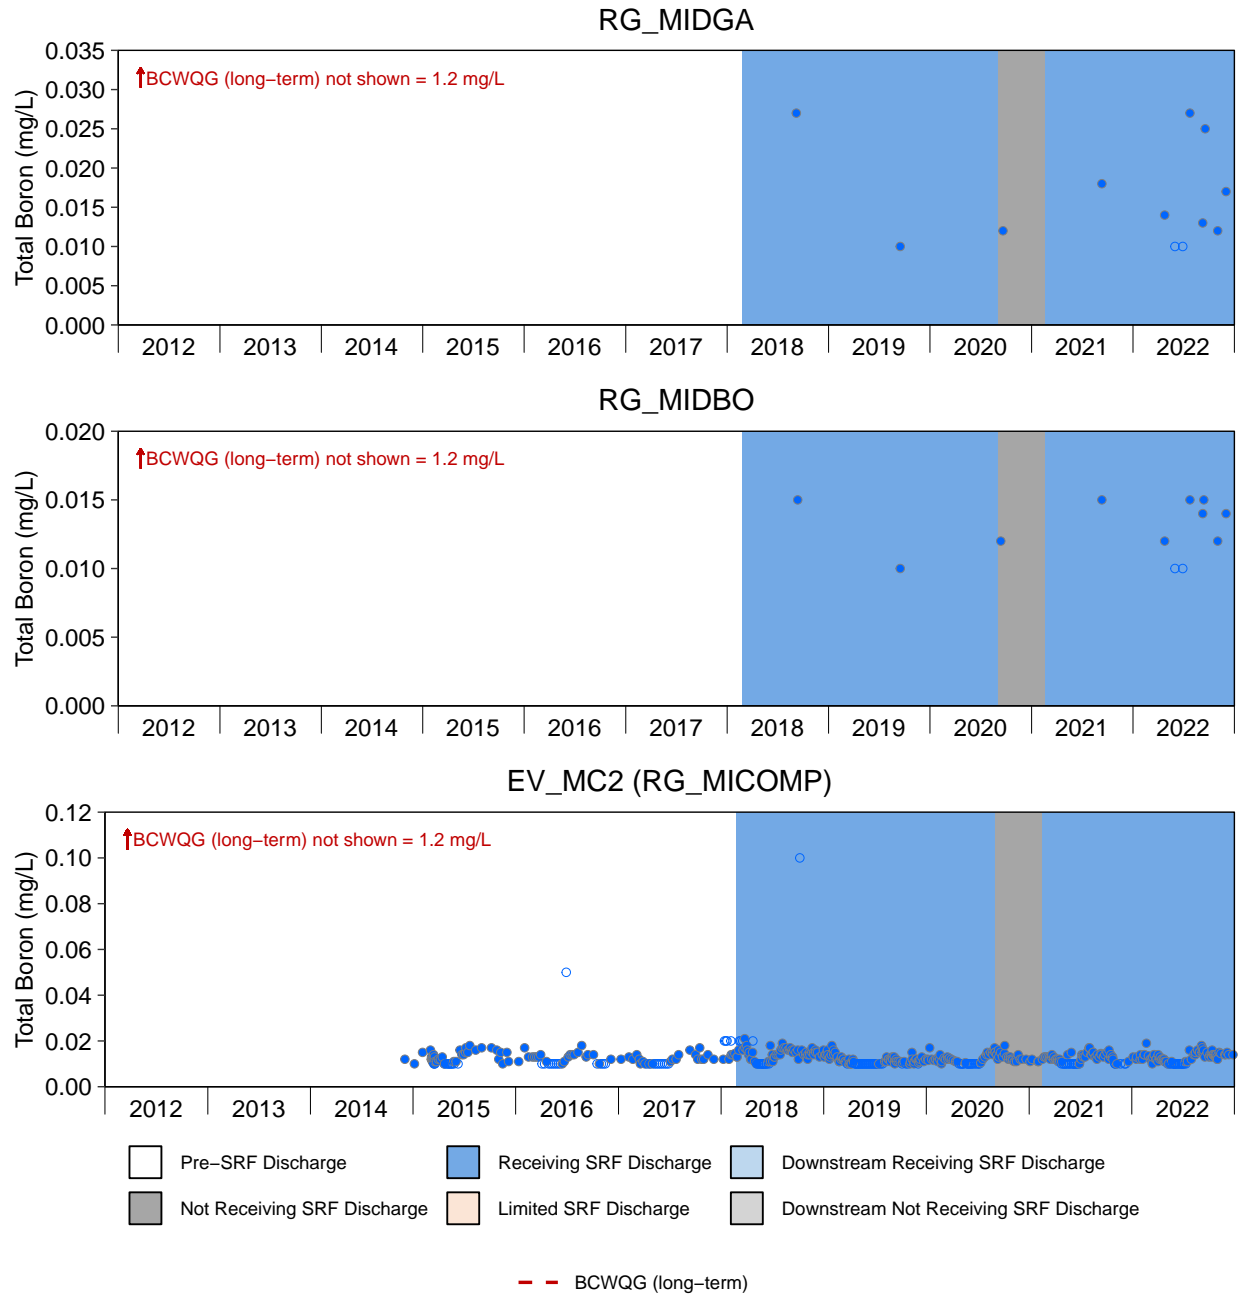 RG_MIDGA
Total Boron (mg/L)
0.035
0.030
0.025
0.020
0.015
0.010
0.005
0.000
BCWQG (long−term) not shown = 1.2 mg/L
2012 2013 2014 2015 2016 2017 2018 2019 2020 2021 2022
RG_MIDBO
Total Boron (mg/L)
0.020
0.015
0.010
0.005
0.000
BCWQG (long−term) not shown = 1.2 mg/L
2012 2013 2014 2015 2016 2017 2018 2019 2020 2021 2022
EV_MC2 (RG_MICOMP)
Total Boron (mg/L)
0.12
0.10
0.08
0.06
0.04
0.02
0.00
BCWQG (long−term) not shown = 1.2 mg/L
2012 2013 2014 2015 2016 2017 2018 2019 2020 2021 2022
Pre−SRF Discharge Receiving SRF Discharge Downstream Receiving SRF Discharge
Not Receiving SRF Discharge Limited SRF Discharge Downstream Not Receiving SRF Discharge
BCWQG (long−term)